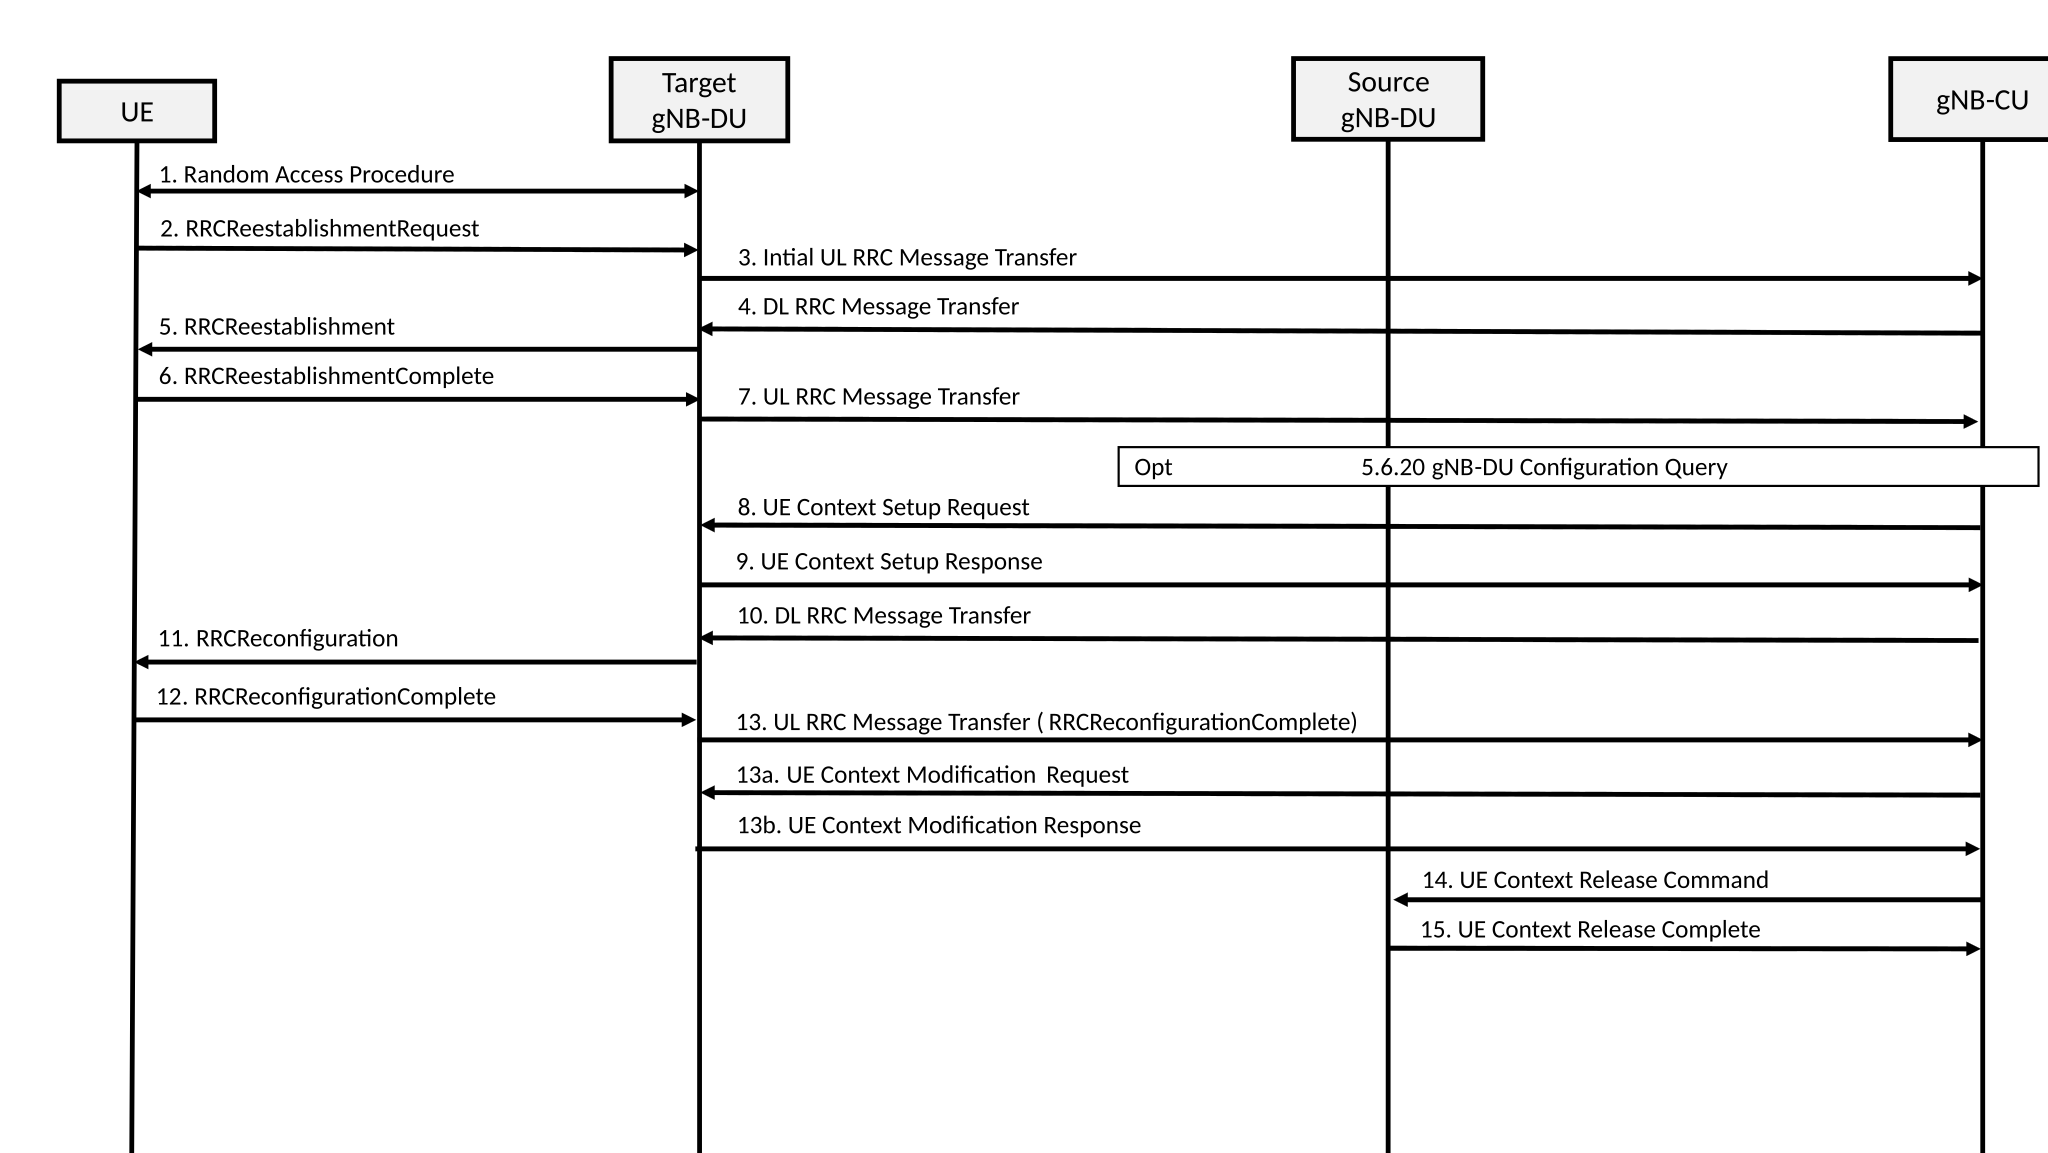 UE
Target
gNB-DU
Source
gNB-DU
gNB-CU
1. Random Access Procedure
2. RRCReestablishmentRequest
3. Intial UL RRC Message Transfer
4. DL RRC Message Transfer
5. RRCReestablishment
6. RRCReestablishmentComplete
7. UL RRC Message Transfer
Opt 5.6.20 gNB-DU Configuration Query
8. UE Context Setup Request
9. UE Context Setup Response
10. DL RRC Message Transfer
11. RRCReconfiguration
12. RRCReconfigurationComplete
13. UL RRC Message Transfer ( RRCReconfigurationComplete)
13a. UE Context Modification Request
13b. UE Context Modification Response
14. UE Context Release Command
15. UE Context Release Complete